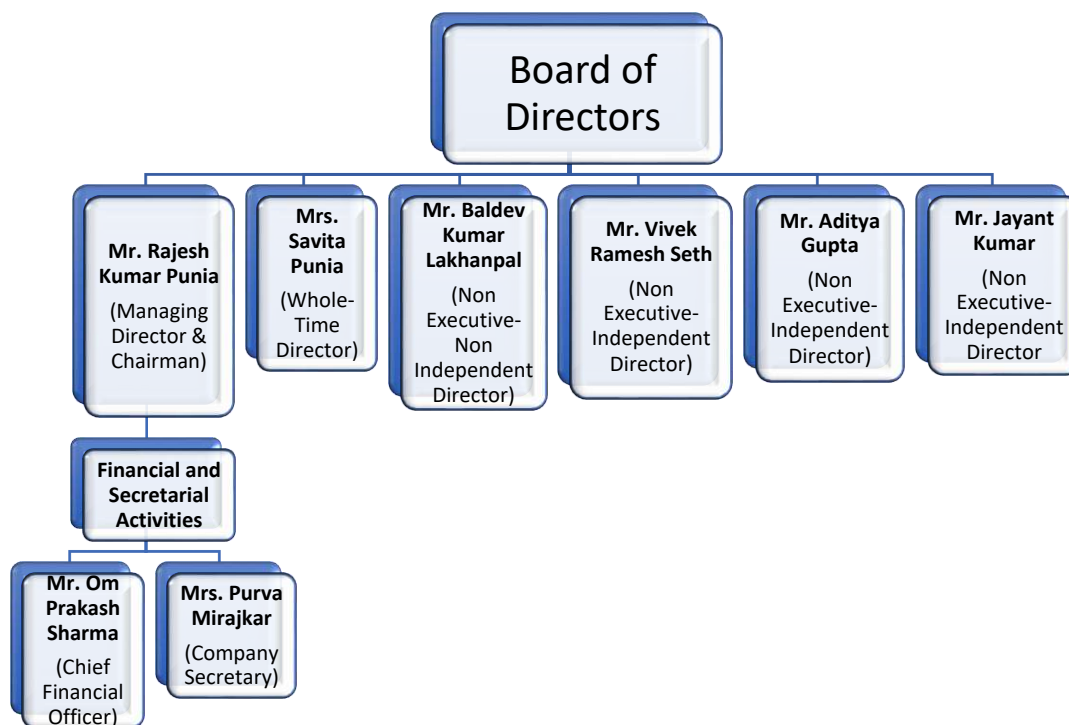 Board of
Directors
Mr. Rajesh
Kumar Punia
(Managing
Director &
Chairman)
Mrs.
Savita
Punia
(Whole-
Time
Director)
Mr. Baldev
Kumar
Lakhanpal
(Non
Executive-
Non
Independent
Director)
Mr. Vivek
Ramesh Seth
(Non
Executive-
Independent
Director)
Mr. Aditya
Gupta
(Non
Executive-
Independent
Director)
Mr. Jayant
Kumar
(Non
Executive-
Independent
Director
Financial and
Secretarial
Activities
Mr. Om
Prakash
Sharma
(Chief
Financial
Officer)
Mrs. Purva
Mirajkar
(Company
Secretary)